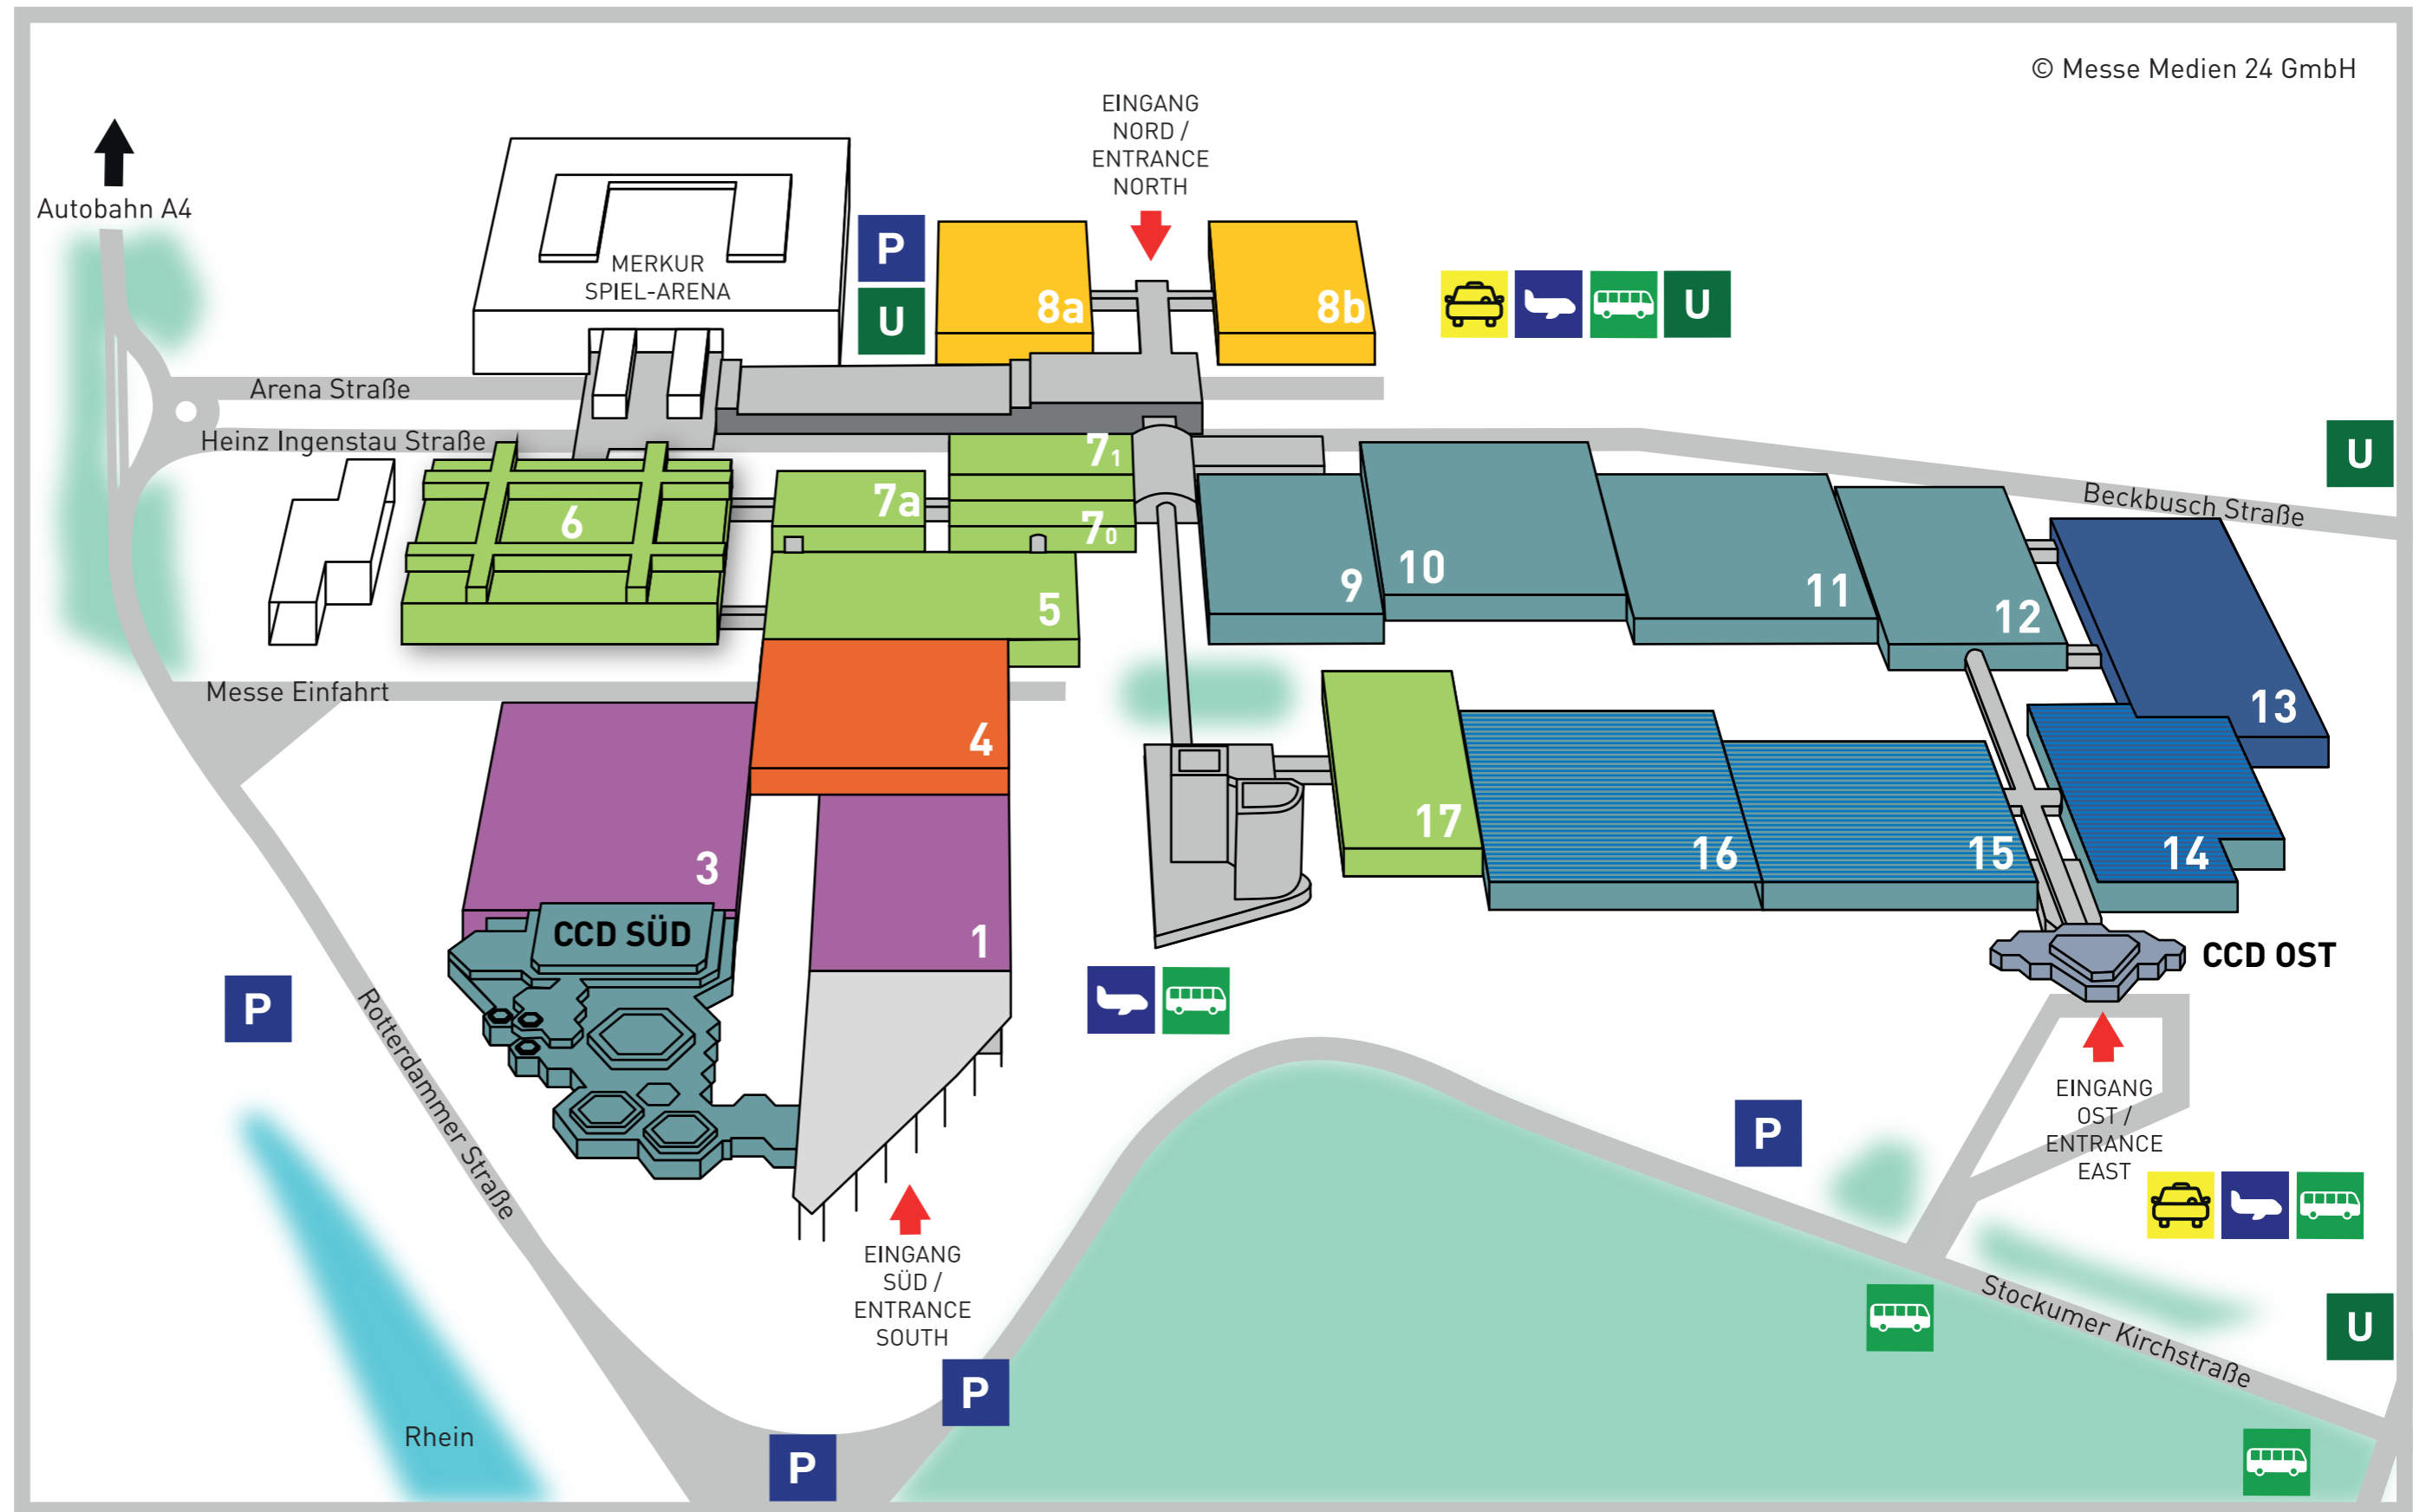 © Messe Medien 24 GmbH
EINGANG
NORD /
ENTRANCE
NORTH
Autobahn A4
MERKUR
SPIEL-ARENA
P
U
8a
8b
U
Arena Straße
Heinz Ingenstau Straße
U
Beckbusch Straße
6
7a
7₁
7₀
5
9
10
11
12
13
Messe Einfahrt
4
3
1
17
16
15
14
CCD SÜD
CCD OST
P
Rotterdammer Straße
EINGANG
OST /
ENTRANCE
EAST
P
EINGANG
SÜD /
ENTRANCE
SOUTH
Stockumer Kirchstraße
U
P
P
Rhein